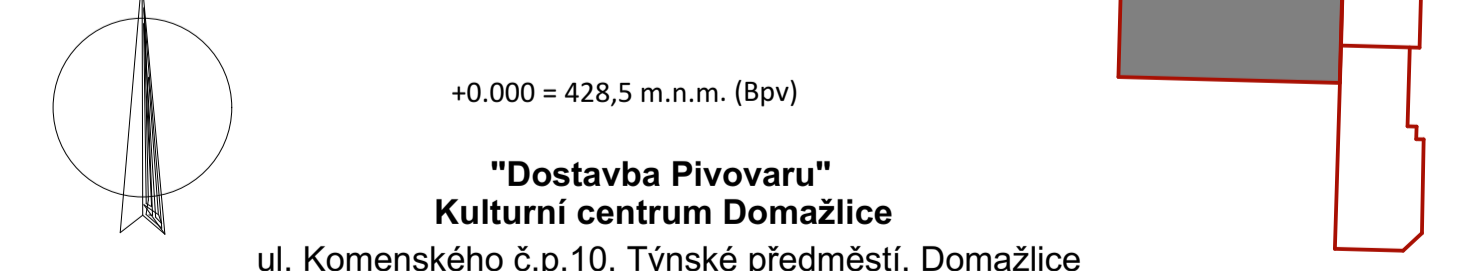 +0.000 = 428,5 m.n.m. (Bpv)
"Dostavba Pivovaru"
Kulturní centrum Domažlice
ul. Komenského č.p.10, Týnské předměstí, Domažlice